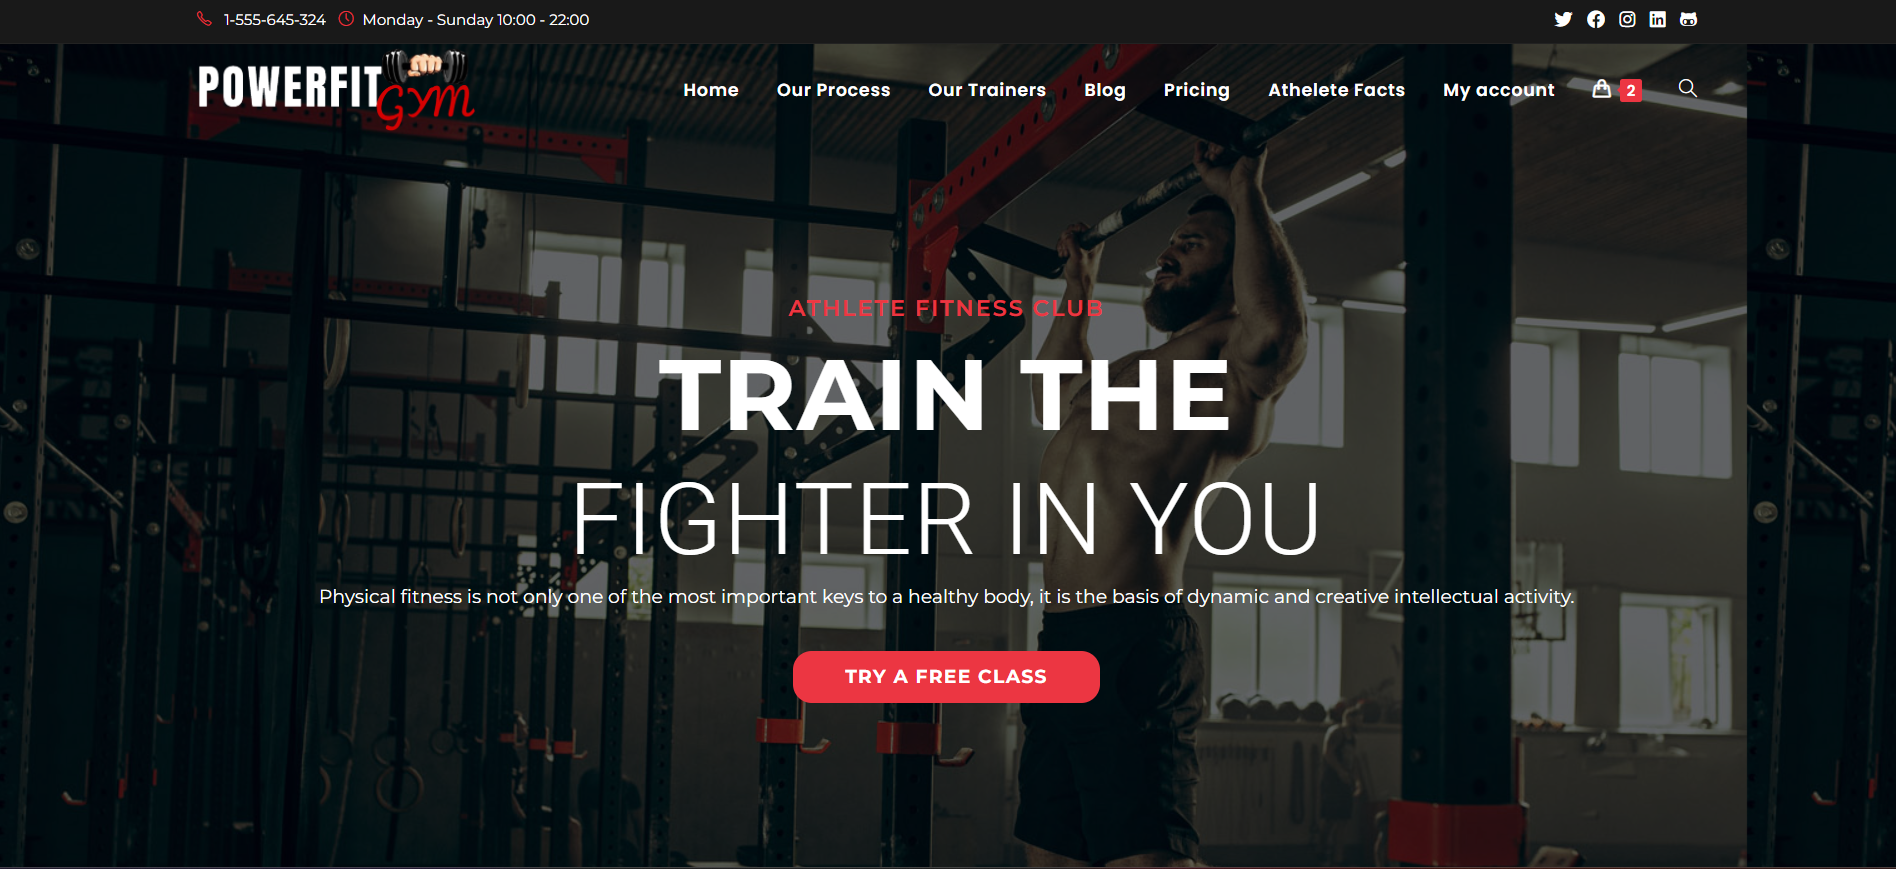 1-555-645-324 Monday - Sunday 10:00 - 22:00
POWERFIT Gym
Home Our Process Our Trainers Blog Pricing Athelete Facts My account 2
ATHLETE FITNESS CLUB
TRAIN THE
FIGHTER IN YOU
Physical fitness is not only one of the most important keys to a healthy body, it is the basis of dynamic and creative intellectual activity.
TRY A FREE CLASS